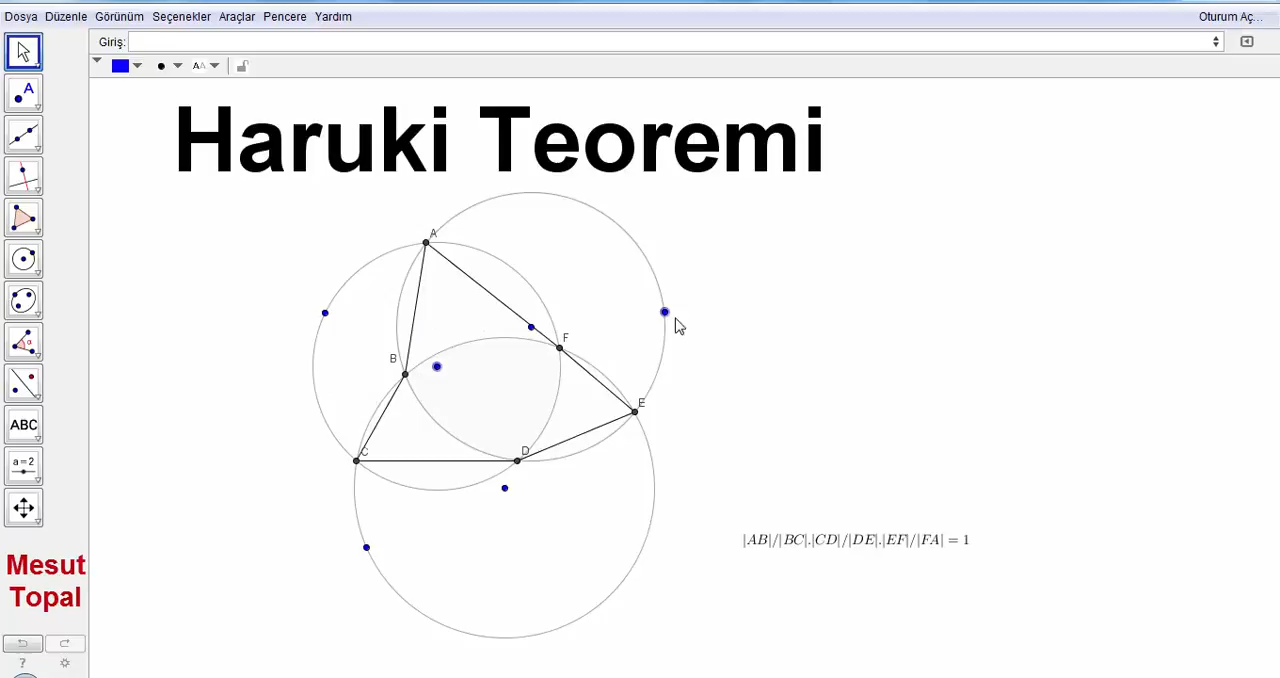 Dosya Düzenle Görünüm Seçenekler Araçlar Pencere Yardım Oturum Aç...
Giriş:
AA
A
Haruki Teoremi
A
F
B
E
D
C
α
ABC
a=2
|AB|/|BC|.|CD|/|DE|.|EF|/|FA| = 1
Mesut
Topal
?